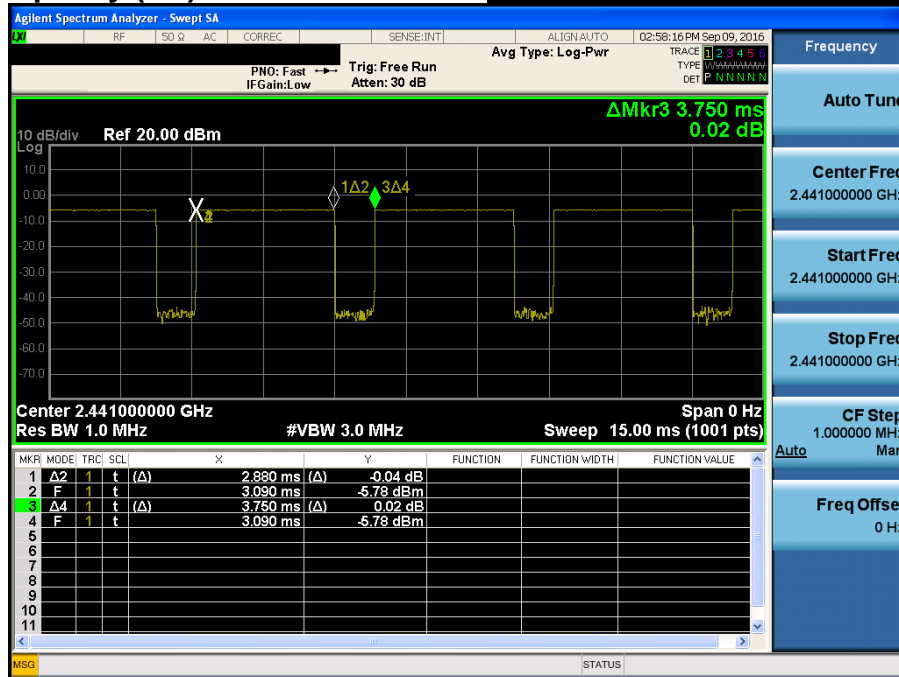 Agilent Spectrum Analyzer - Swept SA
LXI RF 50 Ω AC CORREC SENSE:INT ALIGNAUTO 02:58:16 PM Sep 09, 2016
Avg Type: Log-Pwr
TRACE 1 2 3 4 5 6
TYPE
DET P N N N N N
PNO: Fast
IFGain:Low
Trig: Free Run
Atten: 30 dB
ΔMkr3 3.750 ms
0.02 dB
10 dB/div Ref 20.00 dBm
Log
10.0
0.00
-10.0
-20.0
-30.0
-40.0
-50.0
-60.0
-70.0
1Δ2 3Δ4
Center 2.441000000 GHz Span 0 Hz
Res BW 1.0 MHz #VBW 3.0 MHz Sweep 15.00 ms (1001 pts)
MKR MODE TRC SCL X Y FUNCTION FUNCTION WIDTH FUNCTION VALUE
1 Δ2 1 t (Δ) 2.880 ms (Δ) -0.04 dB
2 F 1 t 3.090 ms -5.78 dBm
3 Δ4 1 t (Δ) 3.750 ms (Δ) 0.02 dB
4 F 1 t 3.090 ms -5.78 dBm
5
6
7
8
9
10
11
MSG STATUS
Frequency
Auto Tune
Center Freq
2.441000000 GHz
Start Freq
2.441000000 GHz
Stop Freq
2.441000000 GHz
CF Step
1.000000 MHz
Auto Man
Freq Offset
0 Hz